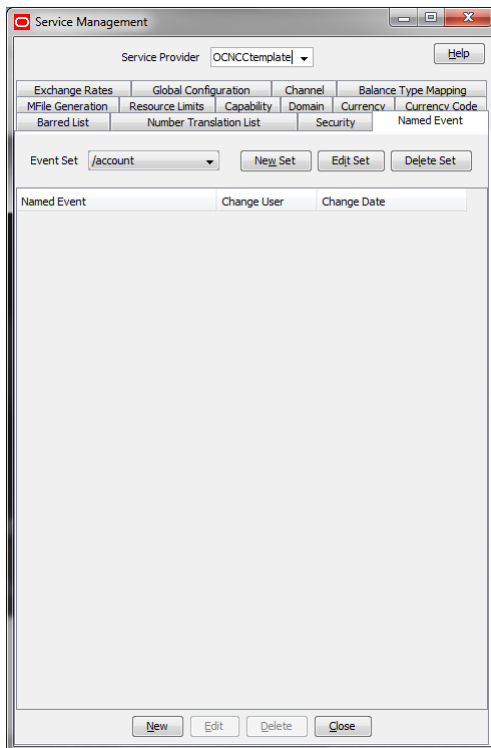 Service Management
Service Provider OCNCCtemplate Help
Exchange Rates Global Configuration Channel Balance Type Mapping
MFile Generation Resource Limits Capability Domain Currency Currency Code
Barred List Number Translation List Security Named Event
Event Set /account New Set Edit Set Delete Set
Named Event Change User Change Date
New Edit Delete Close